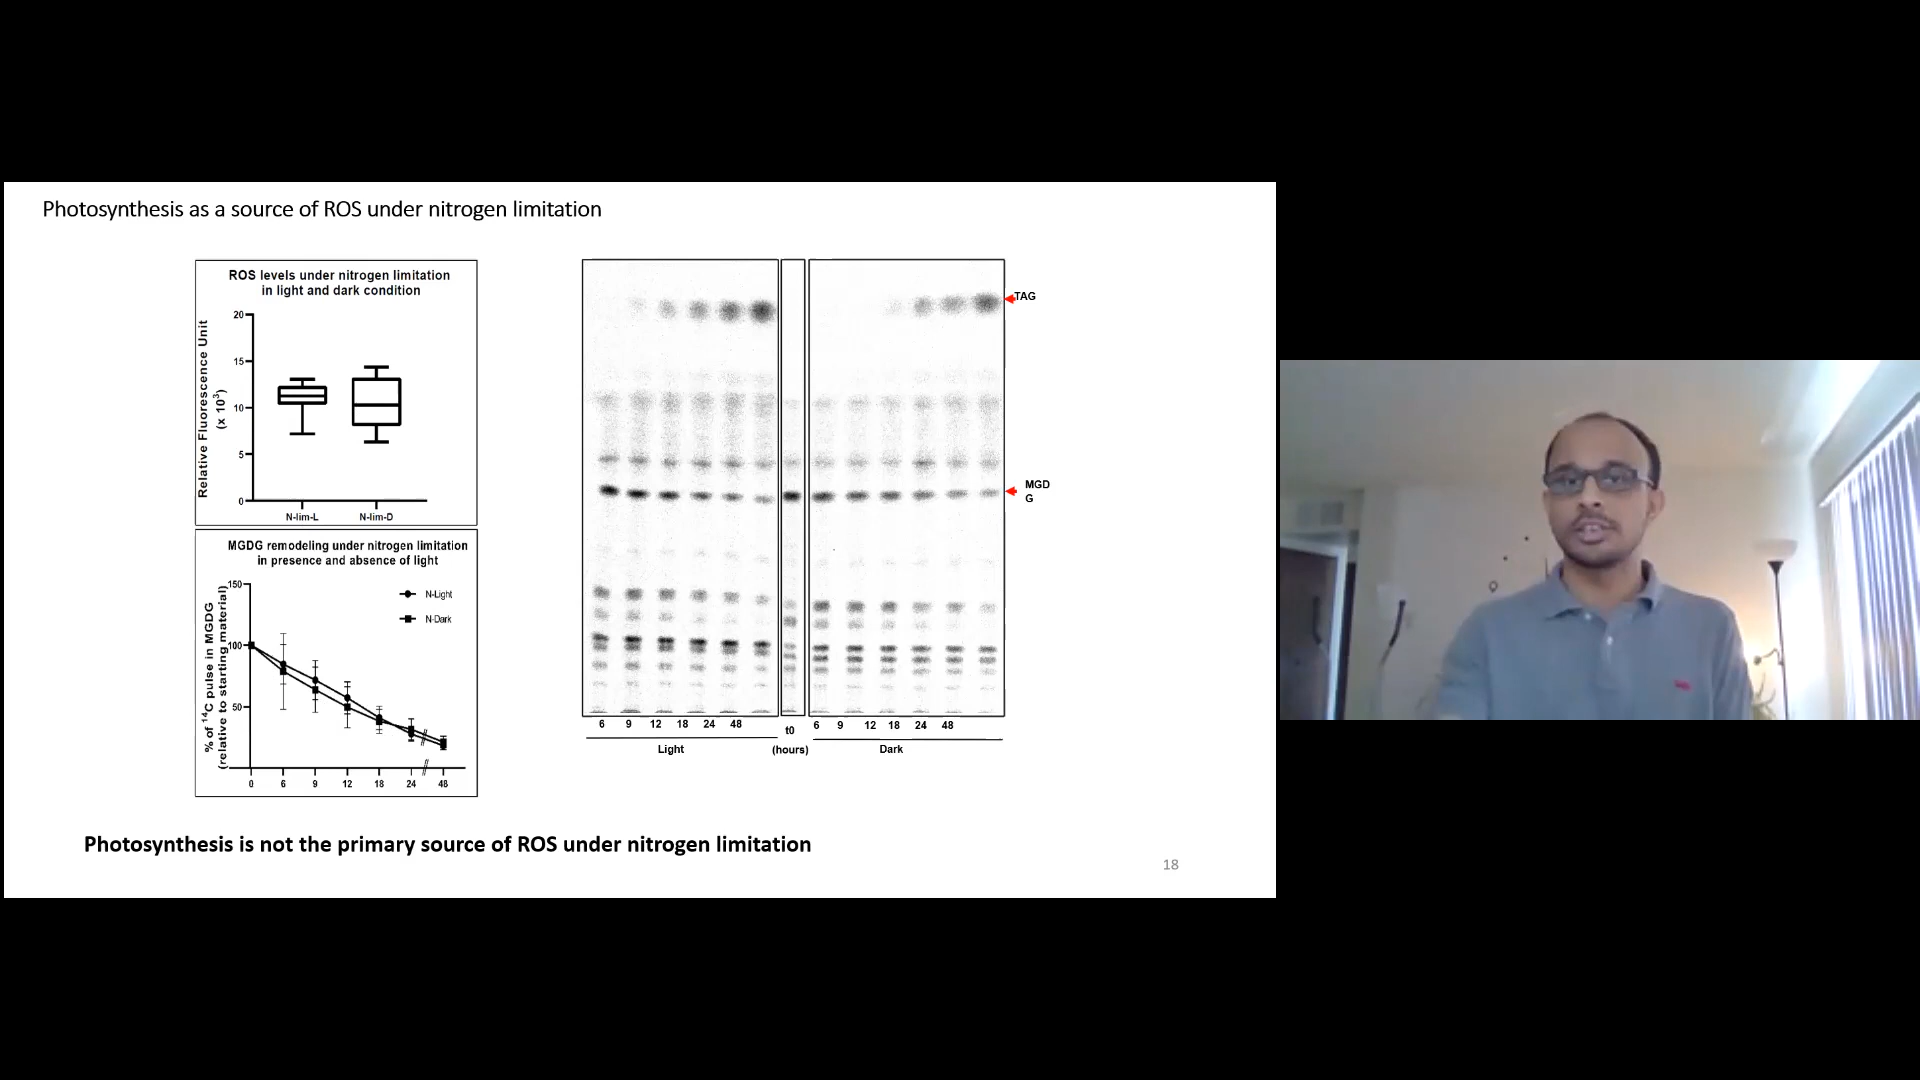 Photosynthesis as a source of ROS under nitrogen limitation
ROS levels under nitrogen limitation
in light and dark condition
Relative Fluorescence Unit
(x 10³)
20
15
10
5
0
N-lim-L
N-lim-D
MGDG remodeling under nitrogen limitation
in presence and absence of light
% of ¹⁴C pulse in MGDG
(relative to starting material)
150
100
50
N-Light
N-Dark
0 6 9 12 18 24 48
TAG
MGD
G
6 9 12 18 24 48
t0
6 9 12 18 24 48
Light
(hours)
Dark
Photosynthesis is not the primary source of ROS under nitrogen limitation
18